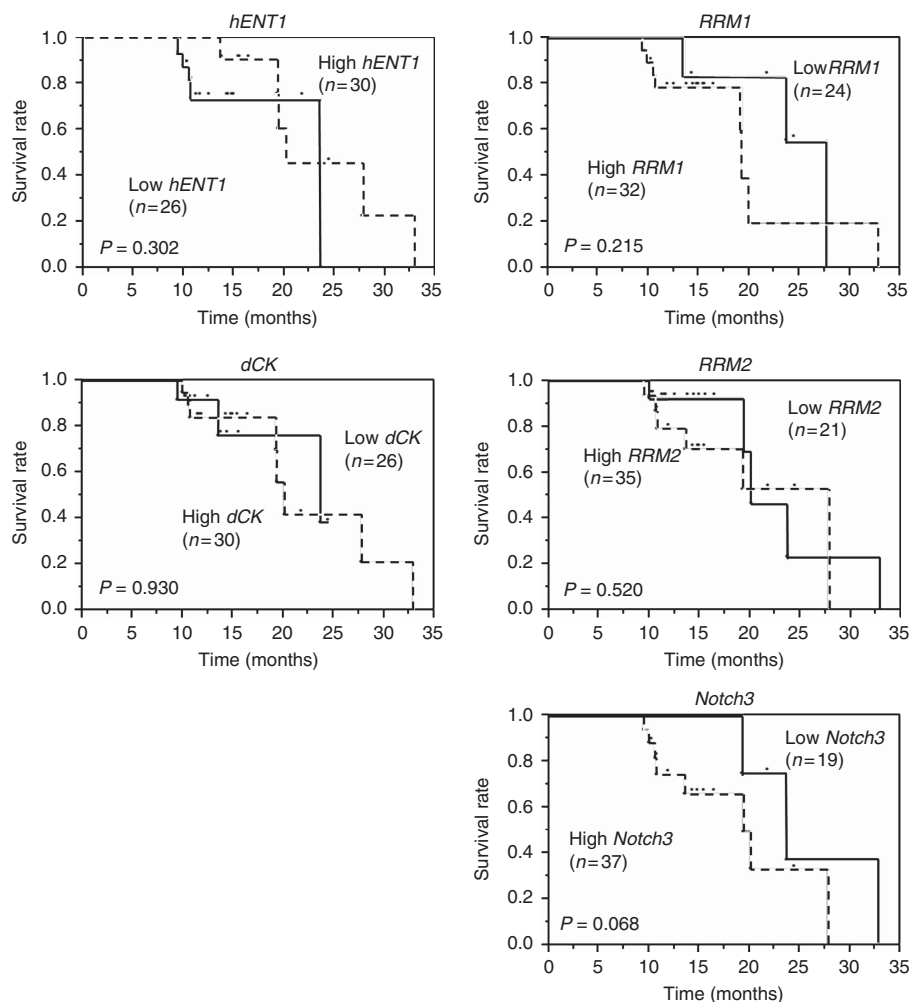 hENT1
1.0
0.8
0.6
0.4
0.2
0.0
Survival rate
High hENT1
(n=30)
Low hENT1
(n=26)
P = 0.302
0 5 10 15 20 25 30 35
Time (months)
RRM1
1.0
0.8
0.6
0.4
0.2
0.0
Survival rate
LowRRM1
(n=24)
High RRM1
(n=32)
P = 0.215
0 5 10 15 20 25 30 35
Time (months)
dCK
1.0
0.8
0.6
0.4
0.2
0.0
Survival rate
Low dCK
(n=26)
High dCK
(n=30)
P = 0.930
0 5 10 15 20 25 30 35
Time (months)
RRM2
1.0
0.8
0.6
0.4
0.2
0.0
Survival rate
Low RRM2
(n=21)
High RRM2
(n=35)
P = 0.520
0 5 10 15 20 25 30 35
Time (months)
Notch3
1.0
0.8
0.6
0.4
0.2
0.0
Survival rate
Low Notch3
(n=19)
High Notch3
(n=37)
P = 0.068
0 5 10 15 20 25 30 35
Time (months)